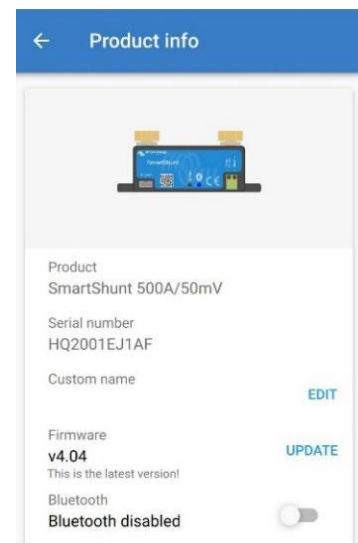 Product info
SmartShunt
Product
SmartShunt 500A/50mV
Serial number
HQ2001EJ1AF
Custom name
EDIT
Firmware
v4.04
UPDATE
This is the latest version!
Bluetooth
Bluetooth disabled